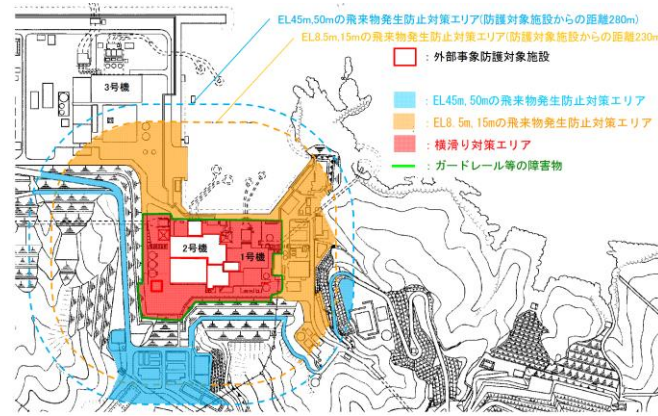 EL45m,50mの飛来物発生防止対策エリア(防護対象施設からの距離280m)
EL8.5m,15mの飛来物発生防止対策エリア(防護対象施設からの距離230m
：外部事象防護対象施設
3号機
：EL45m,50mの飛来物発生防止対策エリア
：EL8.5m,15mの飛来物発生防止対策エリア
：横滑り対策エリア
：ガードレール等の障害物
2号機
1号機